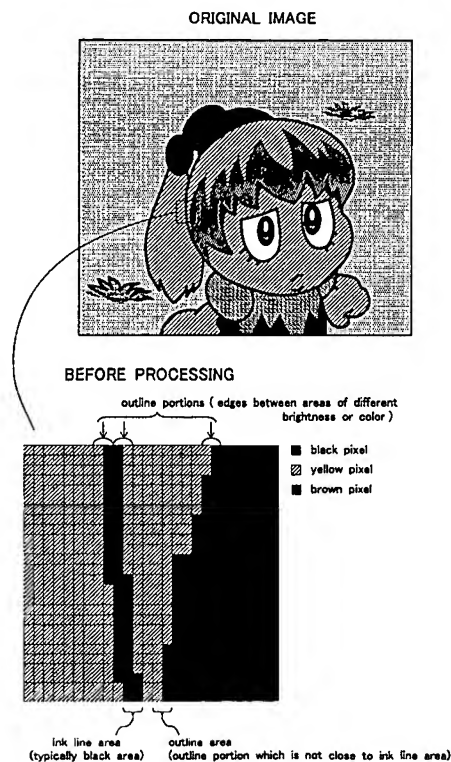 ORIGINAL IMAGE
BEFORE PROCESSING
outline portions ( edges between areas of different
brightness or color )
black pixel
yellow pixel
brown pixel
ink line area
(typically black area)
outline area
(outline portion which is not close to ink line area)